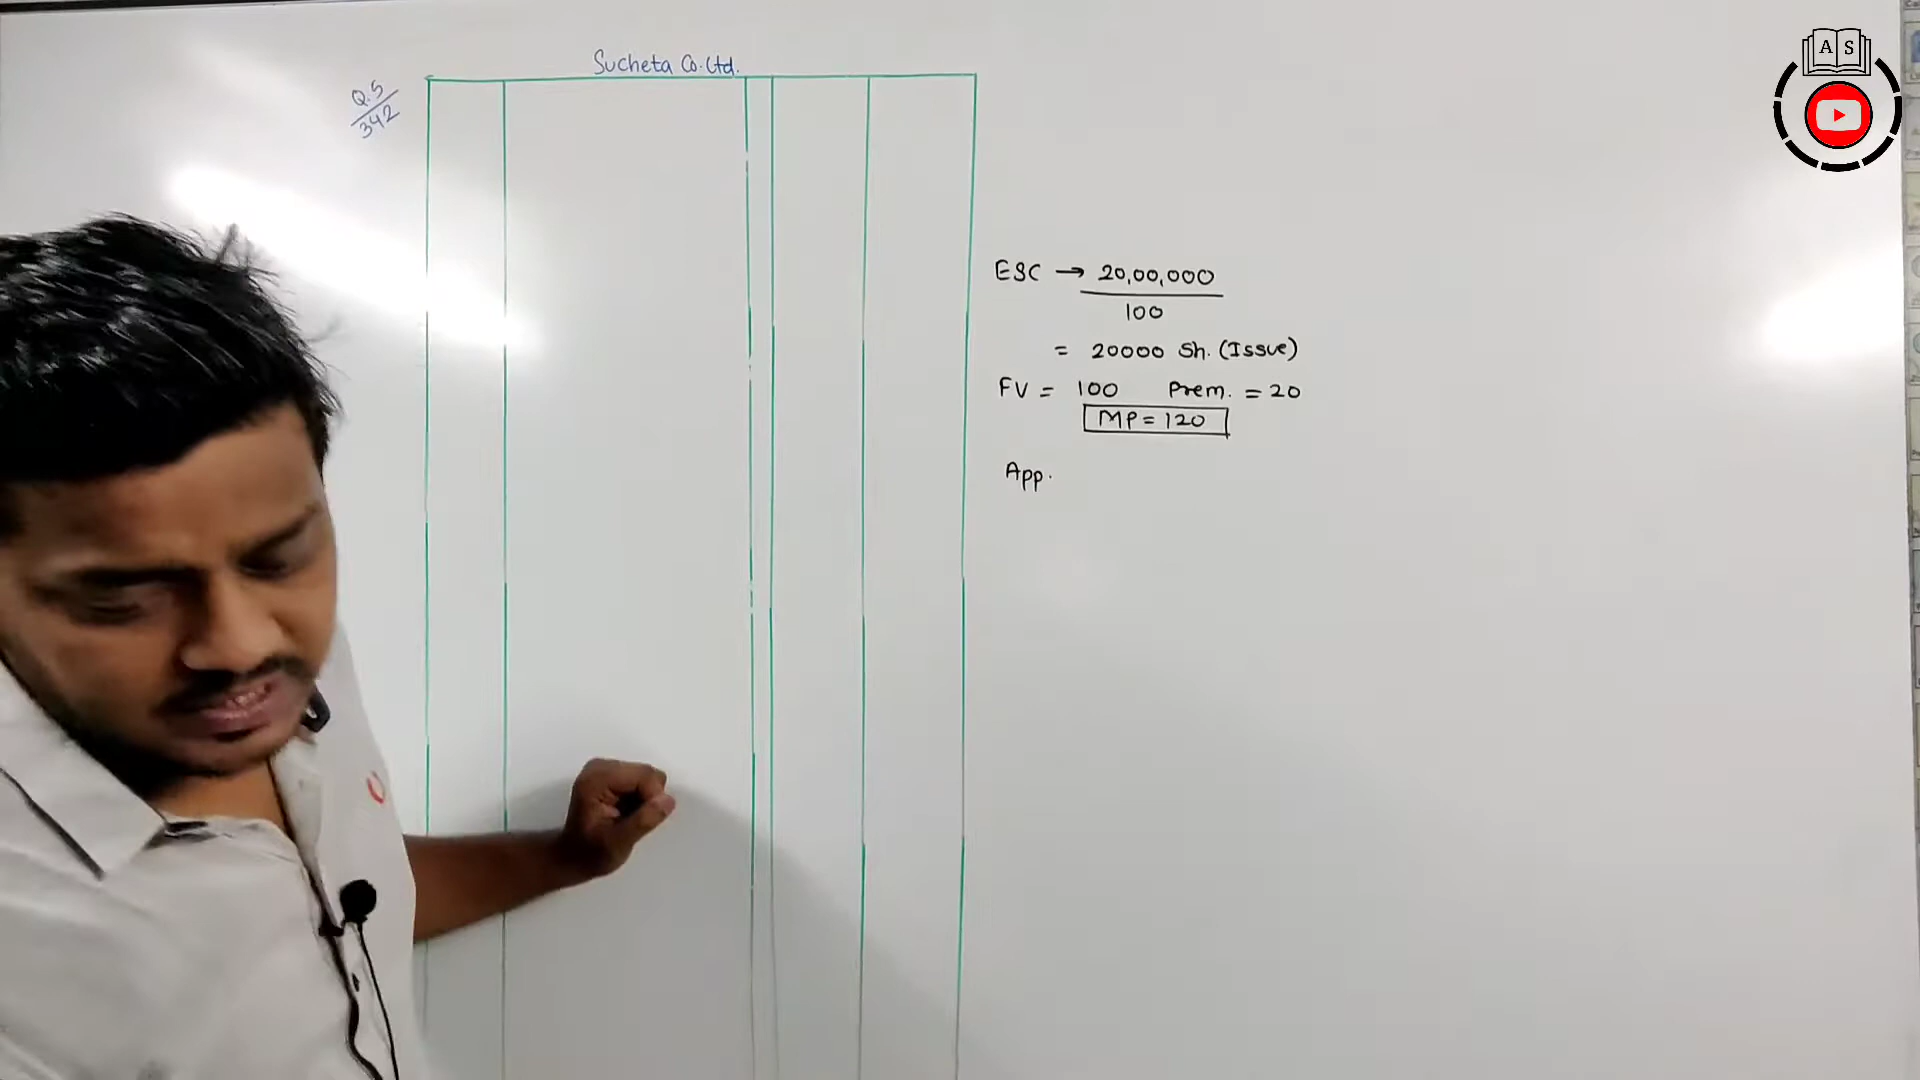 Sucheta Co. Ltd.
Q.5
342
ESC → 20,00,000
100
= 20000 Sh. (Issue)
FV = 100 Prem. = 20
MP = 120
App.
A S